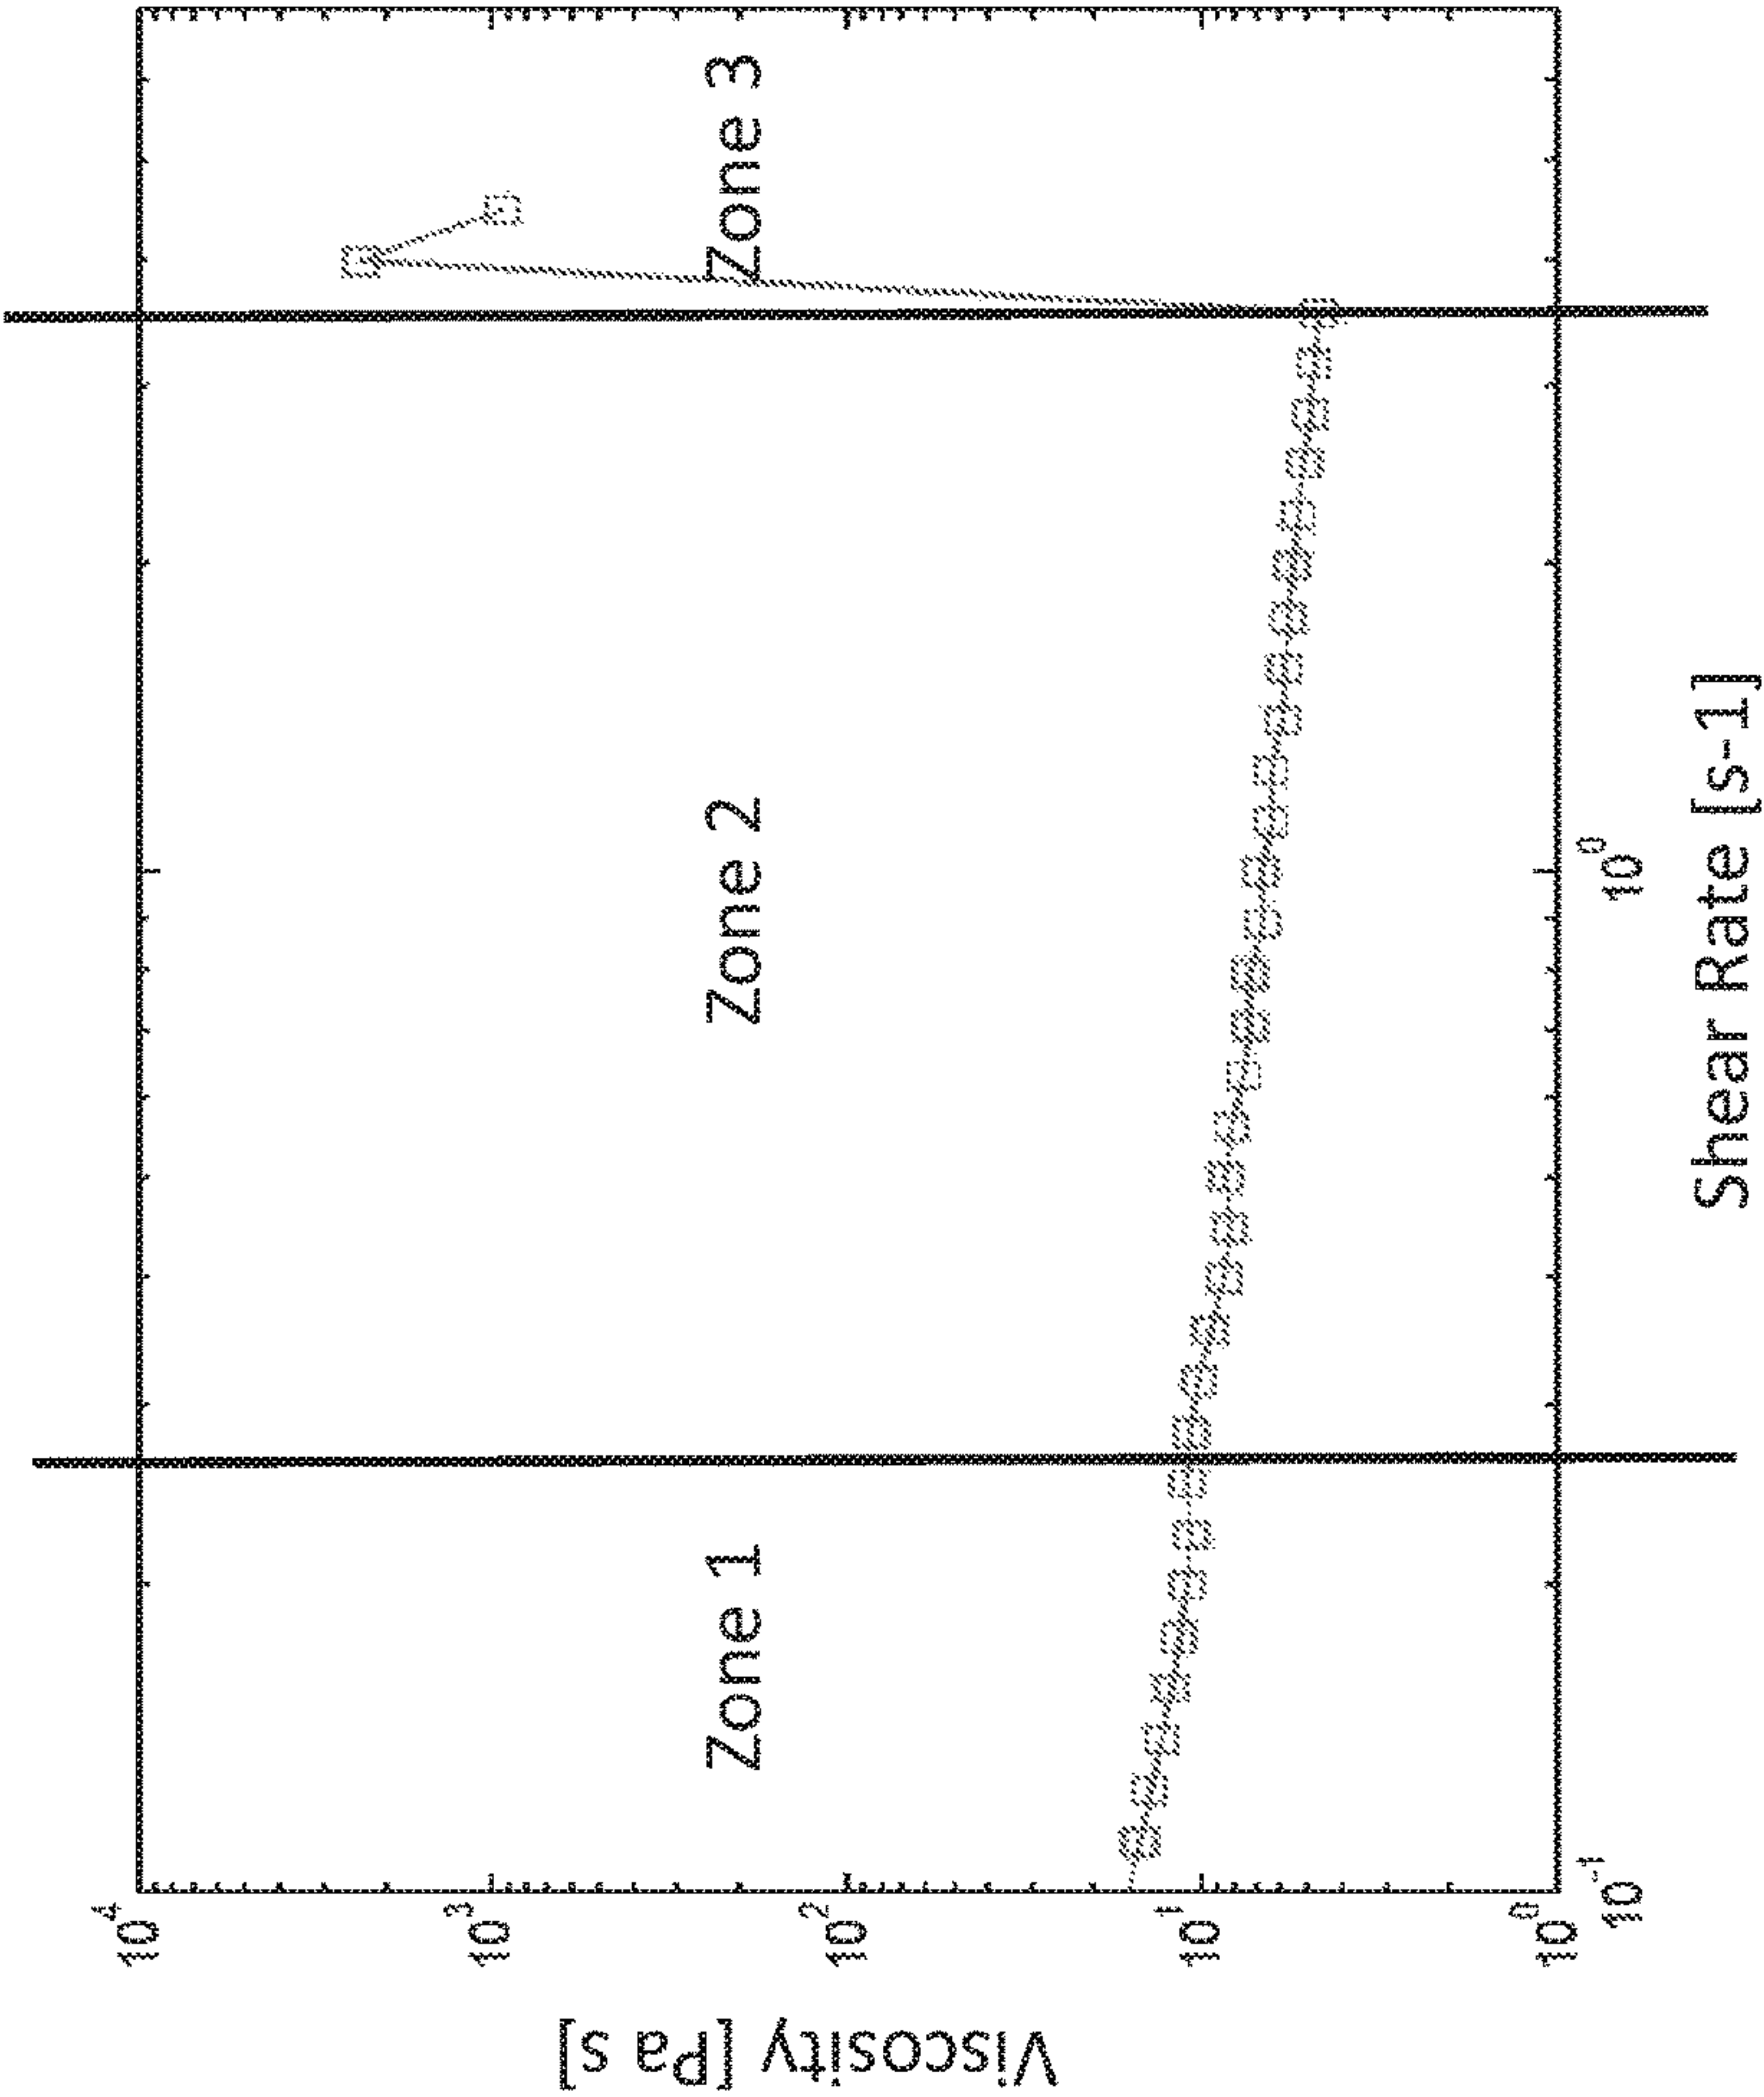 Viscosity [Pa s]
10^4
10^3
10^2
10^1
10^0
Zone 1
Zone 2
Zone 3
10^-1
10^0
Shear Rate [s-1]